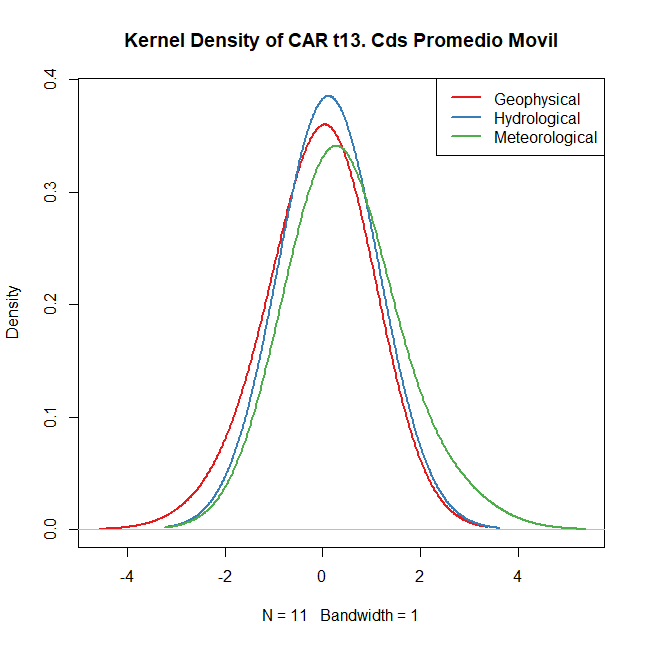 Kernel Density of CAR t13. Cds Promedio Movil
Geophysical
Hydrological
Meteorological
Density
0.4
0.3
0.2
0.1
0.0
-4 -2 0 2 4
N = 11 Bandwidth = 1